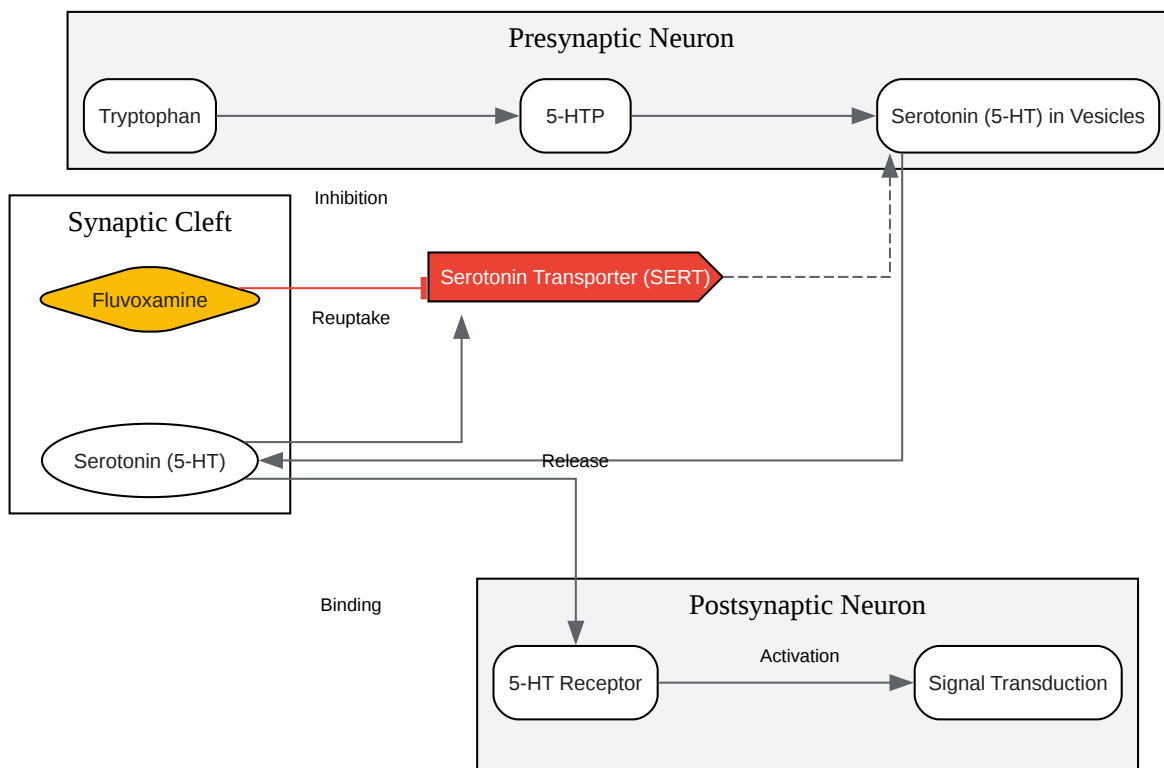 Presynaptic Neuron
Tryptophan
5-HTP
Serotonin (5-HT) in Vesicles
Inhibition
Synaptic Cleft
Fluvoxamine
Serotonin Transporter (SERT)
Reuptake
Serotonin (5-HT)
Release
Binding
Postsynaptic Neuron
Activation
5-HT Receptor
Signal Transduction